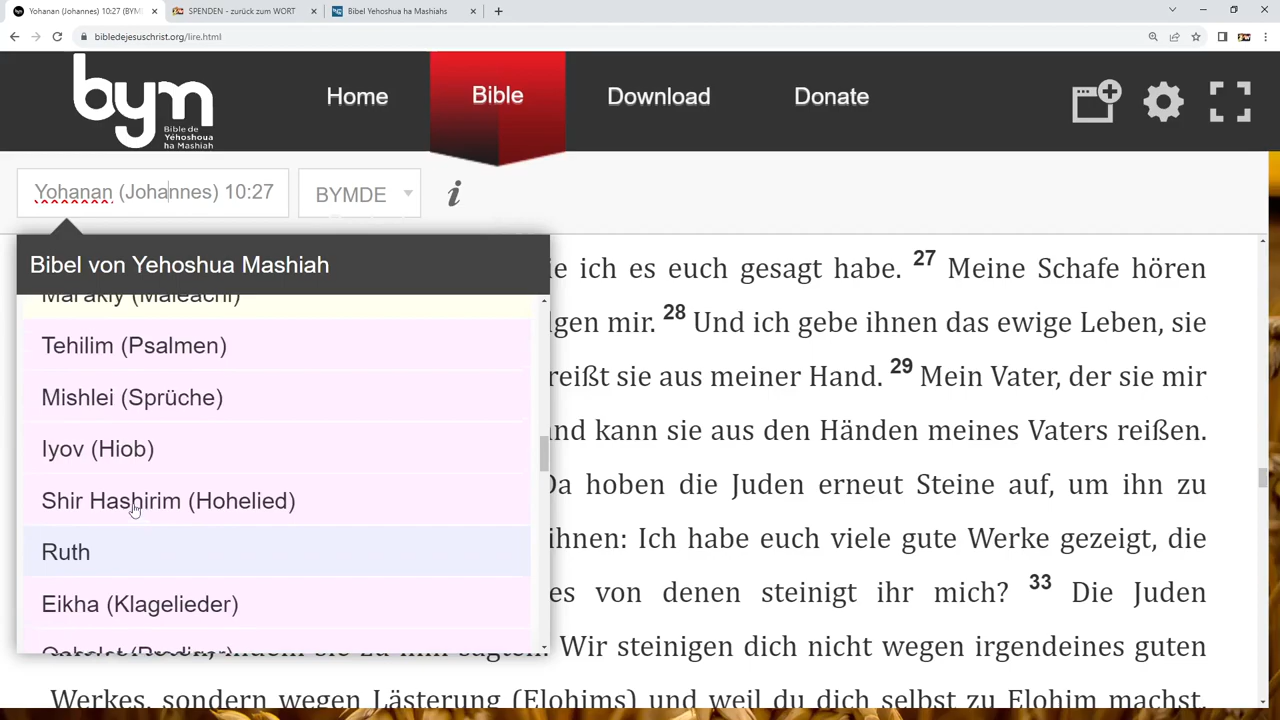 Yohanan (Johannes) 10:27 (BYM
SPENDEN - zurück zum WORT
Bibel Yehoshua ha Mashiahs
bibledejesuschrist.org/lire.html
bym
Bible de
Yéhoshoua
ha Mashiah
Home
Bible
Download
Donate
Yohanan (Johannes) 10:27
BYMDE
i
Bibel von Yehoshua Mashiah
Mal'akhy (Maleachi)
Tehilim (Psalmen)
Mishlei (Sprüche)
Iyov (Hiob)
Shir Hashirim (Hohelied)
Ruth
Eikha (Klagelieder)
ie ich es euch gesagt habe. 27 Meine Schafe hören
lgen mir. 28 Und ich gebe ihnen das ewige Leben, sie
reißt sie aus meiner Hand. 29 Mein Vater, der sie mir
and kann sie aus den Händen meines Vaters reißen.
Da hoben die Juden erneut Steine auf, um ihn zu
ihnen: Ich habe euch viele gute Werke gezeigt, die
es von denen steinigt ihr mich? 33 Die Juden
Wir steinigen dich nicht wegen irgendeines guten
Werkes, sondern wegen Lästerung (Elohims) und weil du dich selbst zu Elohim machst,